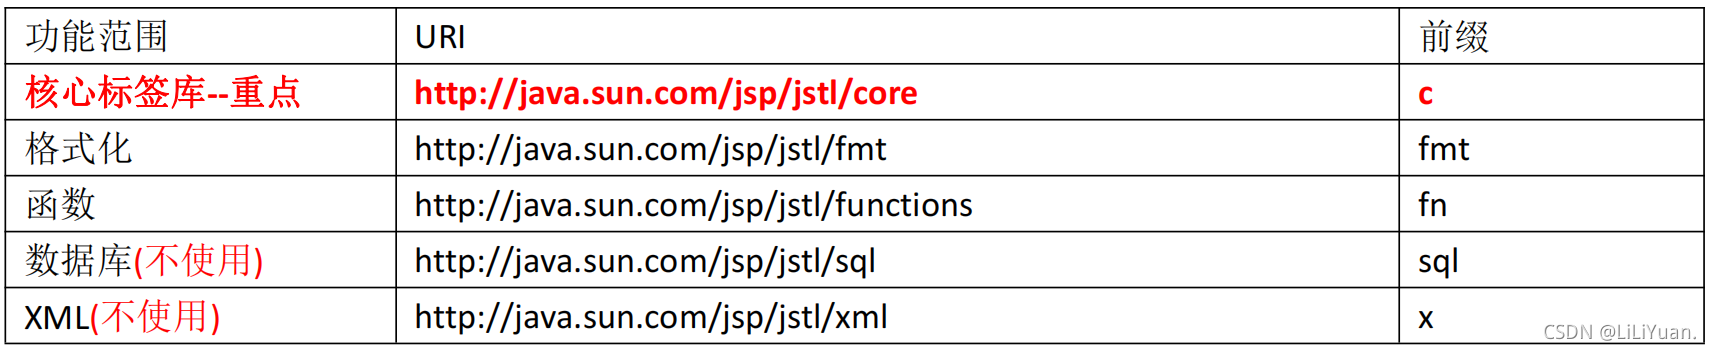 功能范围 URI 前缀
核心标签库--重点 http://java.sun.com/jsp/jstl/core c
格式化 http://java.sun.com/jsp/jstl/fmt fmt
函数 http://java.sun.com/jsp/jstl/functions fn
数据库(不使用) http://java.sun.com/jsp/jstl/sql sql
XML(不使用) http://java.sun.com/jsp/jstl/xml x
CSDN @LiLiYuan.